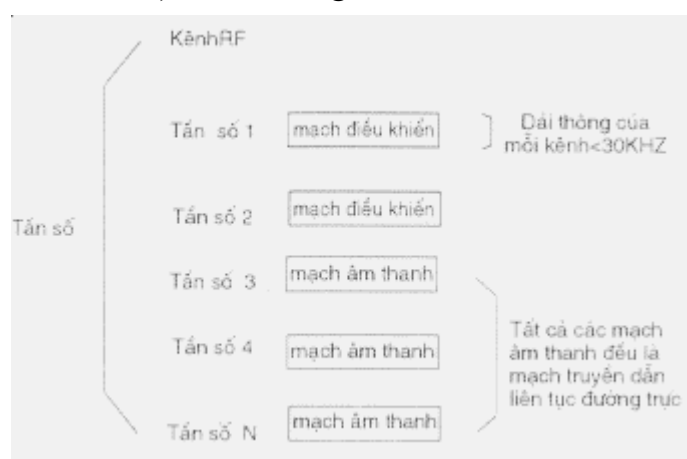 KênhRF
Tần số 1 mạch điều khiển Dải thông của
mỗi kênh<30KHZ
Tần số 2 mạch điều khiển
Tần số
Tần số 3 mạch âm thanh
Tần số 4 mạch âm thanh
Tất cả các mạch
âm thanh đều là
mạch truyền dẫn
liên tục đường trực
Tần số N mạch âm thanh